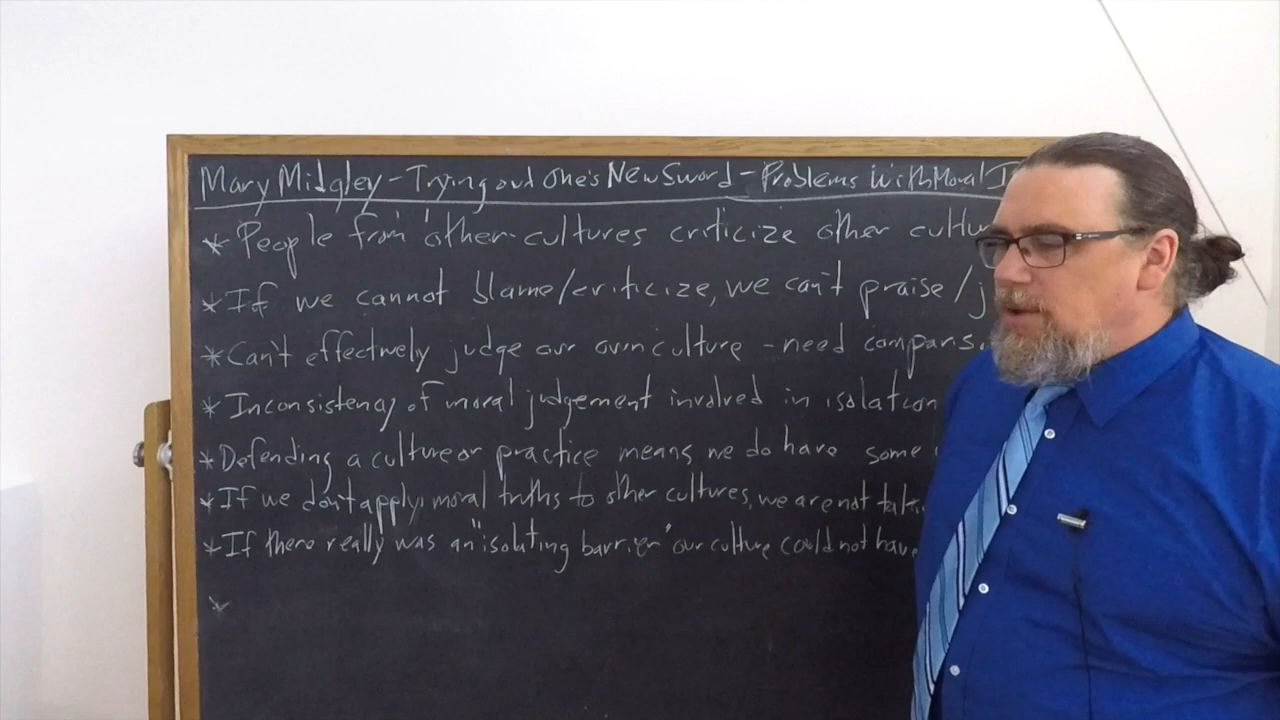 Mary Midgley - Trying out One's New Sword - Problems With Moral I
* People from other cultures criticize other cultu
* If we cannot blame/criticize, we can't praise/j
* Can't effectively judge our own culture - need comparis
* Inconsistency of moral judgement involved in isolation
* Defending a culture or practice means we do have some
* If we don't apply moral truths to other cultures, we are not
* If there really was an "isolating barrier" our culture could not have
*